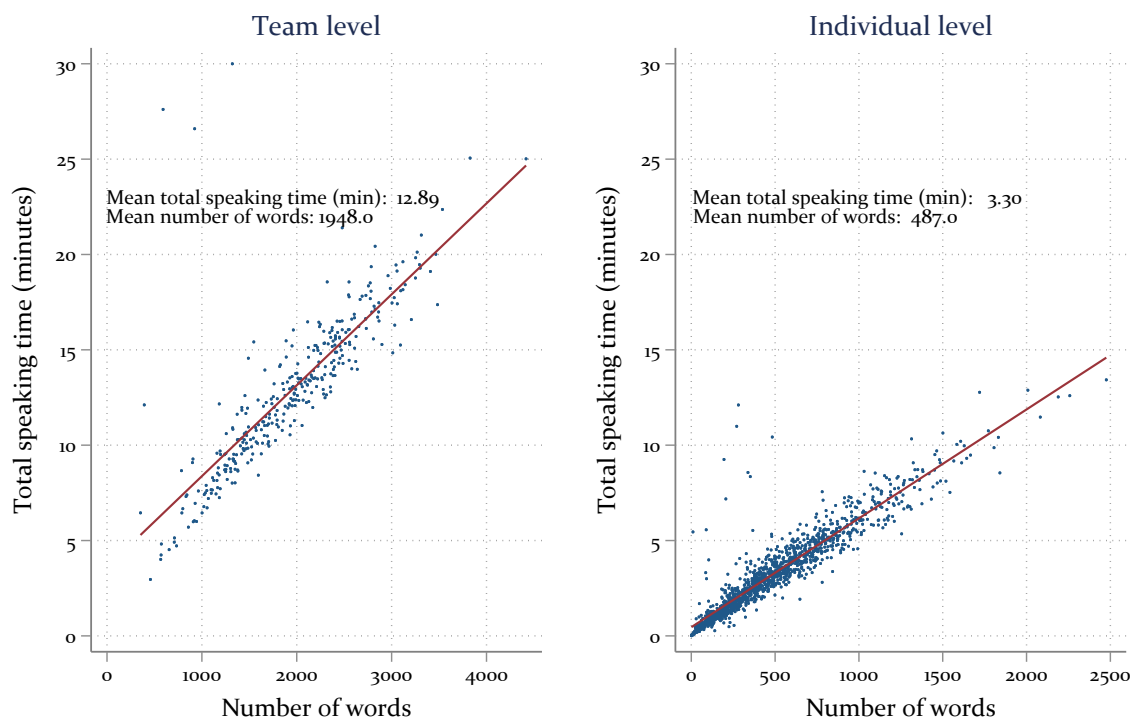 Team level
30
25
20
15
10
5
0
Total speaking time (minutes)
Mean total speaking time (min): 12.89
Mean number of words: 1948.0
0 1000 2000 3000 4000
Number of words
Individual level
30
25
20
15
10
5
0
Total speaking time (minutes)
Mean total speaking time (min): 3.30
Mean number of words: 487.0
0 500 1000 1500 2000 2500
Number of words